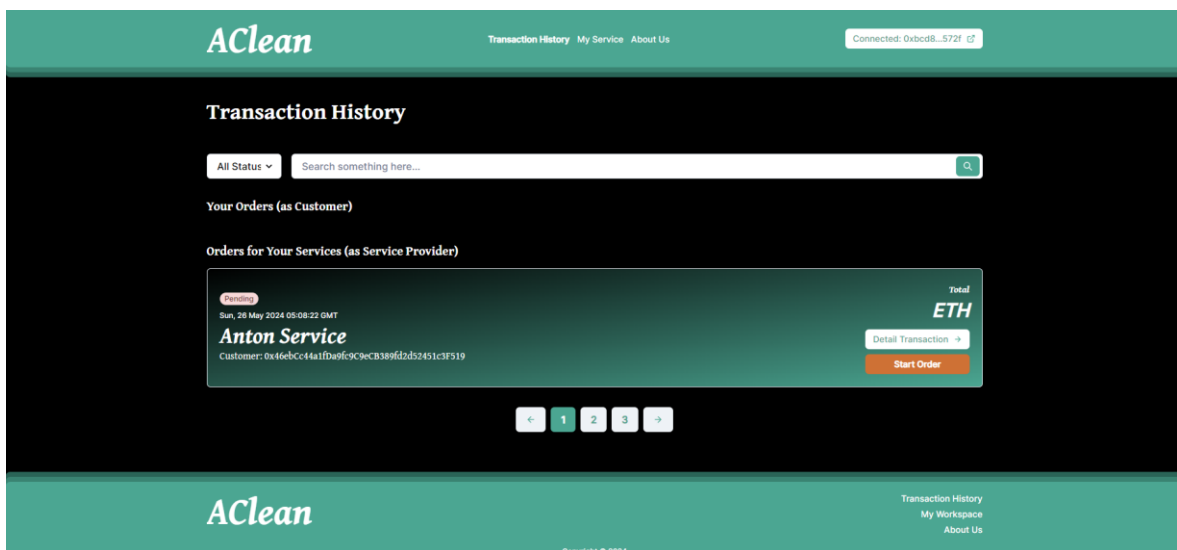 AClean
Transaction History My Service About Us
Connected: 0xbcd8...572f
Transaction History
All Status
Search something here...
Your Orders (as Customer)
Orders for Your Services (as Service Provider)
Pending
Sun, 26 May 2024 05:08:22 GMT
Anton Service
Customer: 0x46ebCc44a1fDa9fc9C9eCB389fd2d52451c3F519
Total
ETH
Detail Transaction →
Start Order
← 1 2 3 →
AClean
Transaction History
My Workspace
About Us